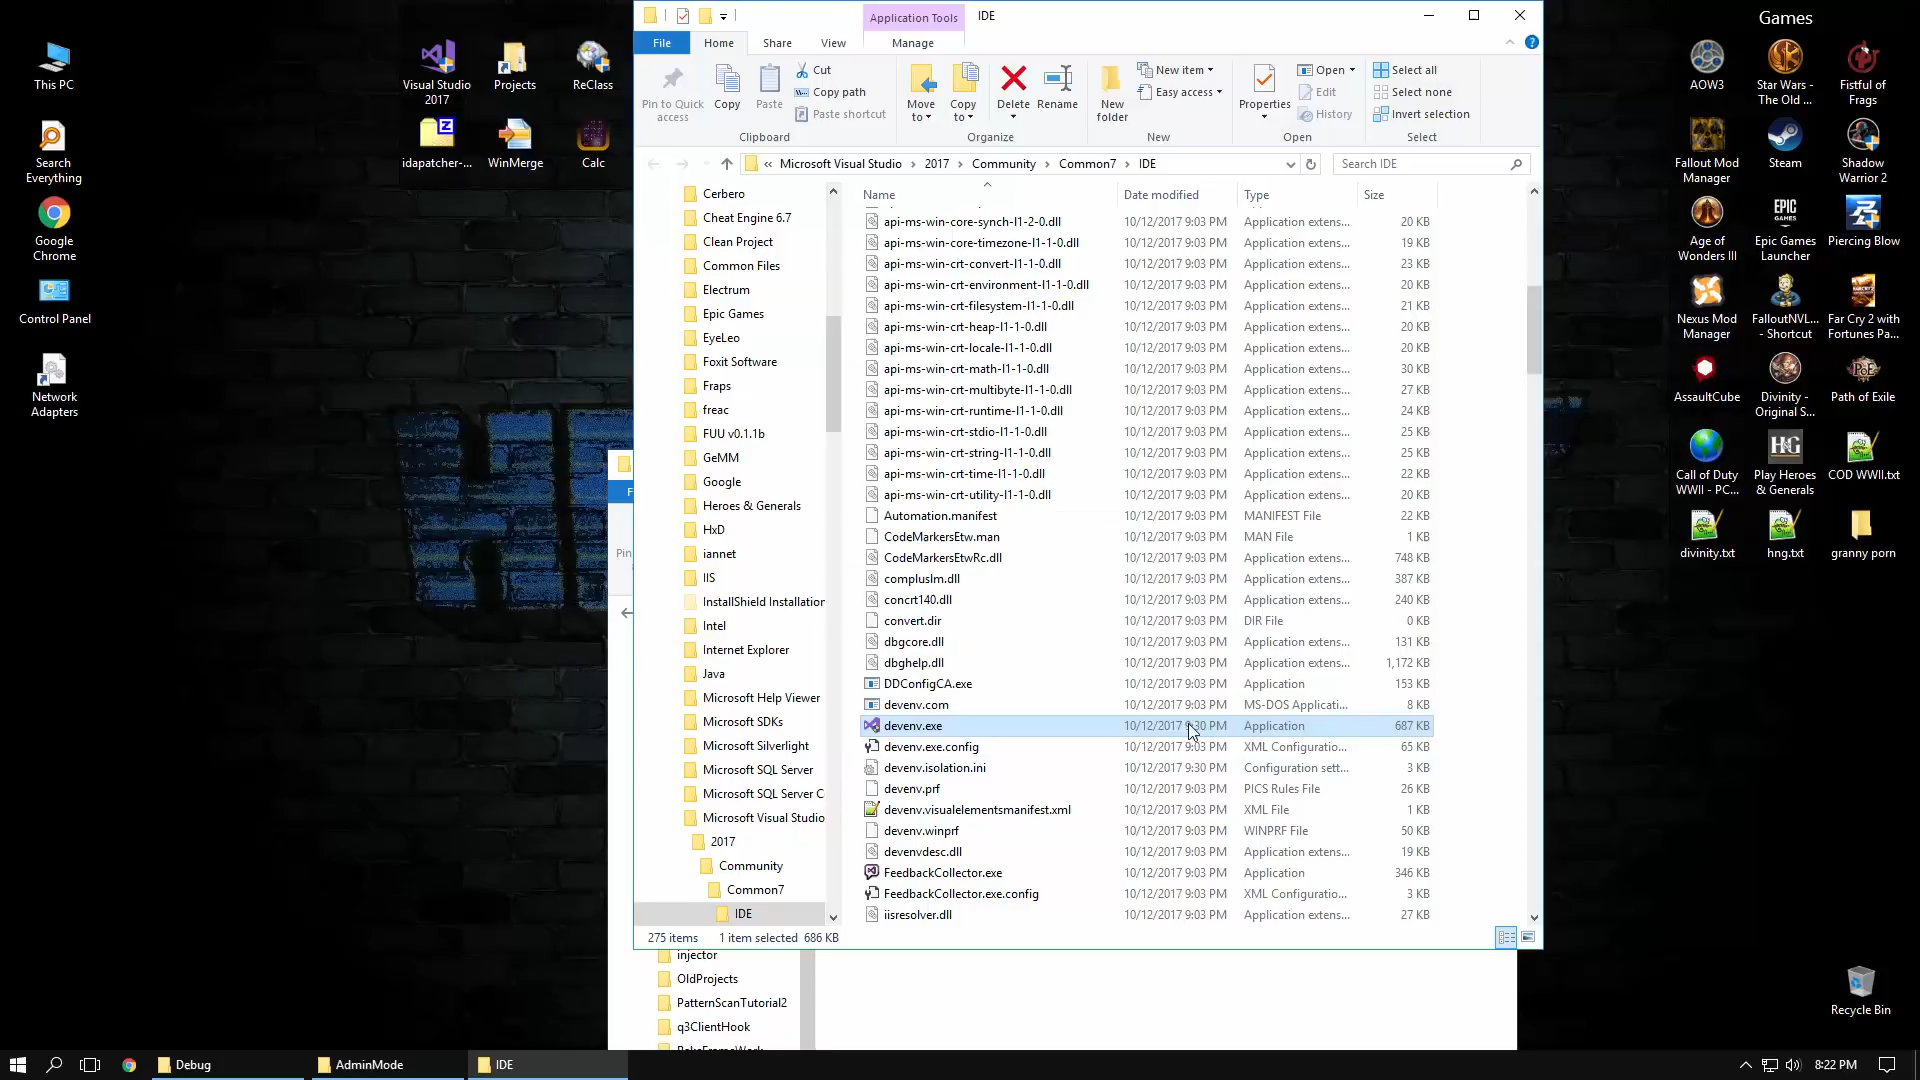 This PC
Search
Everything
Google
Chrome
Control Panel
Network
Adapters
Visual Studio
2017
Projects
ReClass
idapatcher-...
WinMerge
Calc
Application Tools
IDE
File
Home
Share
View
Manage
Pin to Quick
access
Copy
Paste
Cut
Copy path
Paste shortcut
Clipboard
Move
to
Copy
to
Delete
Rename
Organize
New
folder
New item
Easy access
New
Properties
Open
Edit
History
Open
Select all
Select none
Invert selection
Select
« Microsoft Visual Studio › 2017 › Community › Common7 › IDE
Search IDE
Cerbero
Cheat Engine 6.7
Clean Project
Common Files
Electrum
Epic Games
EyeLeo
Foxit Software
Fraps
freac
FUU v0.1.1b
GeMM
Google
Heroes & Generals
HxD
iannet
IIS
InstallShield Installation
Intel
Internet Explorer
Java
Microsoft Help Viewer
Microsoft SDKs
Microsoft Silverlight
Microsoft SQL Server
Microsoft SQL Server C
Microsoft Visual Studio
2017
Community
Common7
IDE
Name Date modified Type Size
api-ms-win-core-synch-l1-2-0.dll 10/12/2017 9:03 PM Application extens... 20 KB
api-ms-win-core-timezone-l1-1-0.dll 10/12/2017 9:03 PM Application extens... 19 KB
api-ms-win-crt-convert-l1-1-0.dll 10/12/2017 9:03 PM Application extens... 23 KB
api-ms-win-crt-environment-l1-1-0.dll 10/12/2017 9:03 PM Application extens... 20 KB
api-ms-win-crt-filesystem-l1-1-0.dll 10/12/2017 9:03 PM Application extens... 21 KB
api-ms-win-crt-heap-l1-1-0.dll 10/12/2017 9:03 PM Application extens... 20 KB
api-ms-win-crt-locale-l1-1-0.dll 10/12/2017 9:03 PM Application extens... 20 KB
api-ms-win-crt-math-l1-1-0.dll 10/12/2017 9:03 PM Application extens... 30 KB
api-ms-win-crt-multibyte-l1-1-0.dll 10/12/2017 9:03 PM Application extens... 27 KB
api-ms-win-crt-runtime-l1-1-0.dll 10/12/2017 9:03 PM Application extens... 24 KB
api-ms-win-crt-stdio-l1-1-0.dll 10/12/2017 9:03 PM Application extens... 25 KB
api-ms-win-crt-string-l1-1-0.dll 10/12/2017 9:03 PM Application extens... 25 KB
api-ms-win-crt-time-l1-1-0.dll 10/12/2017 9:03 PM Application extens... 22 KB
api-ms-win-crt-utility-l1-1-0.dll 10/12/2017 9:03 PM Application extens... 20 KB
Automation.manifest 10/12/2017 9:03 PM MANIFEST File 22 KB
CodeMarkersEtw.man 10/12/2017 9:03 PM MAN File 1 KB
CodeMarkersEtwRc.dll 10/12/2017 9:03 PM Application extens... 748 KB
compluslm.dll 10/12/2017 9:03 PM Application extens... 387 KB
concrt140.dll 10/12/2017 9:03 PM Application extens... 240 KB
convert.dir 10/12/2017 9:03 PM DIR File 0 KB
dbgcore.dll 10/12/2017 9:03 PM Application extens... 131 KB
dbghelp.dll 10/12/2017 9:03 PM Application extens... 1,172 KB
DDConfigCA.exe 10/12/2017 9:03 PM Application 153 KB
devenv.com 10/12/2017 9:03 PM MS-DOS Applicati... 8 KB
devenv.exe 10/12/2017 9:30 PM Application 687 KB
devenv.exe.config 10/12/2017 9:03 PM XML Configuratio... 65 KB
devenv.isolation.ini 10/12/2017 9:30 PM Configuration sett... 3 KB
devenv.prf 10/12/2017 9:03 PM PICS Rules File 26 KB
devenv.visualelementsmanifest.xml 10/12/2017 9:03 PM XML File 1 KB
devenv.winprf 10/12/2017 9:03 PM WINPRF File 50 KB
devenvdesc.dll 10/12/2017 9:03 PM Application extens... 19 KB
FeedbackCollector.exe 10/12/2017 9:03 PM Application 346 KB
FeedbackCollector.exe.config 10/12/2017 9:03 PM XML Configuratio... 3 KB
iisresolver.dll 10/12/2017 9:03 PM Application extens... 27 KB
275 items 1 item selected 686 KB
F
Pin
injector
OldProjects
PatternScanTutorial2
q3ClientHook
Games
AOW3
Star Wars -
The Old ...
Fistful of
Frags
Fallout Mod
Manager
Steam
Shadow
Warrior 2
Age of
Wonders III
EPIC
GAMES
Epic Games
Launcher
Piercing Blow
Nexus Mod
Manager
FalloutNVL...
- Shortcut
Far Cry 2 with
Fortunes Pa...
AssaultCube
Divinity -
Original S...
Path of Exile
Call of Duty
WWII - PC...
H&G
Play Heroes
& Generals
COD WWII.txt
divinity.txt
hng.txt
granny porn
Recycle Bin
Debug
AdminMode
IDE
8:22 PM